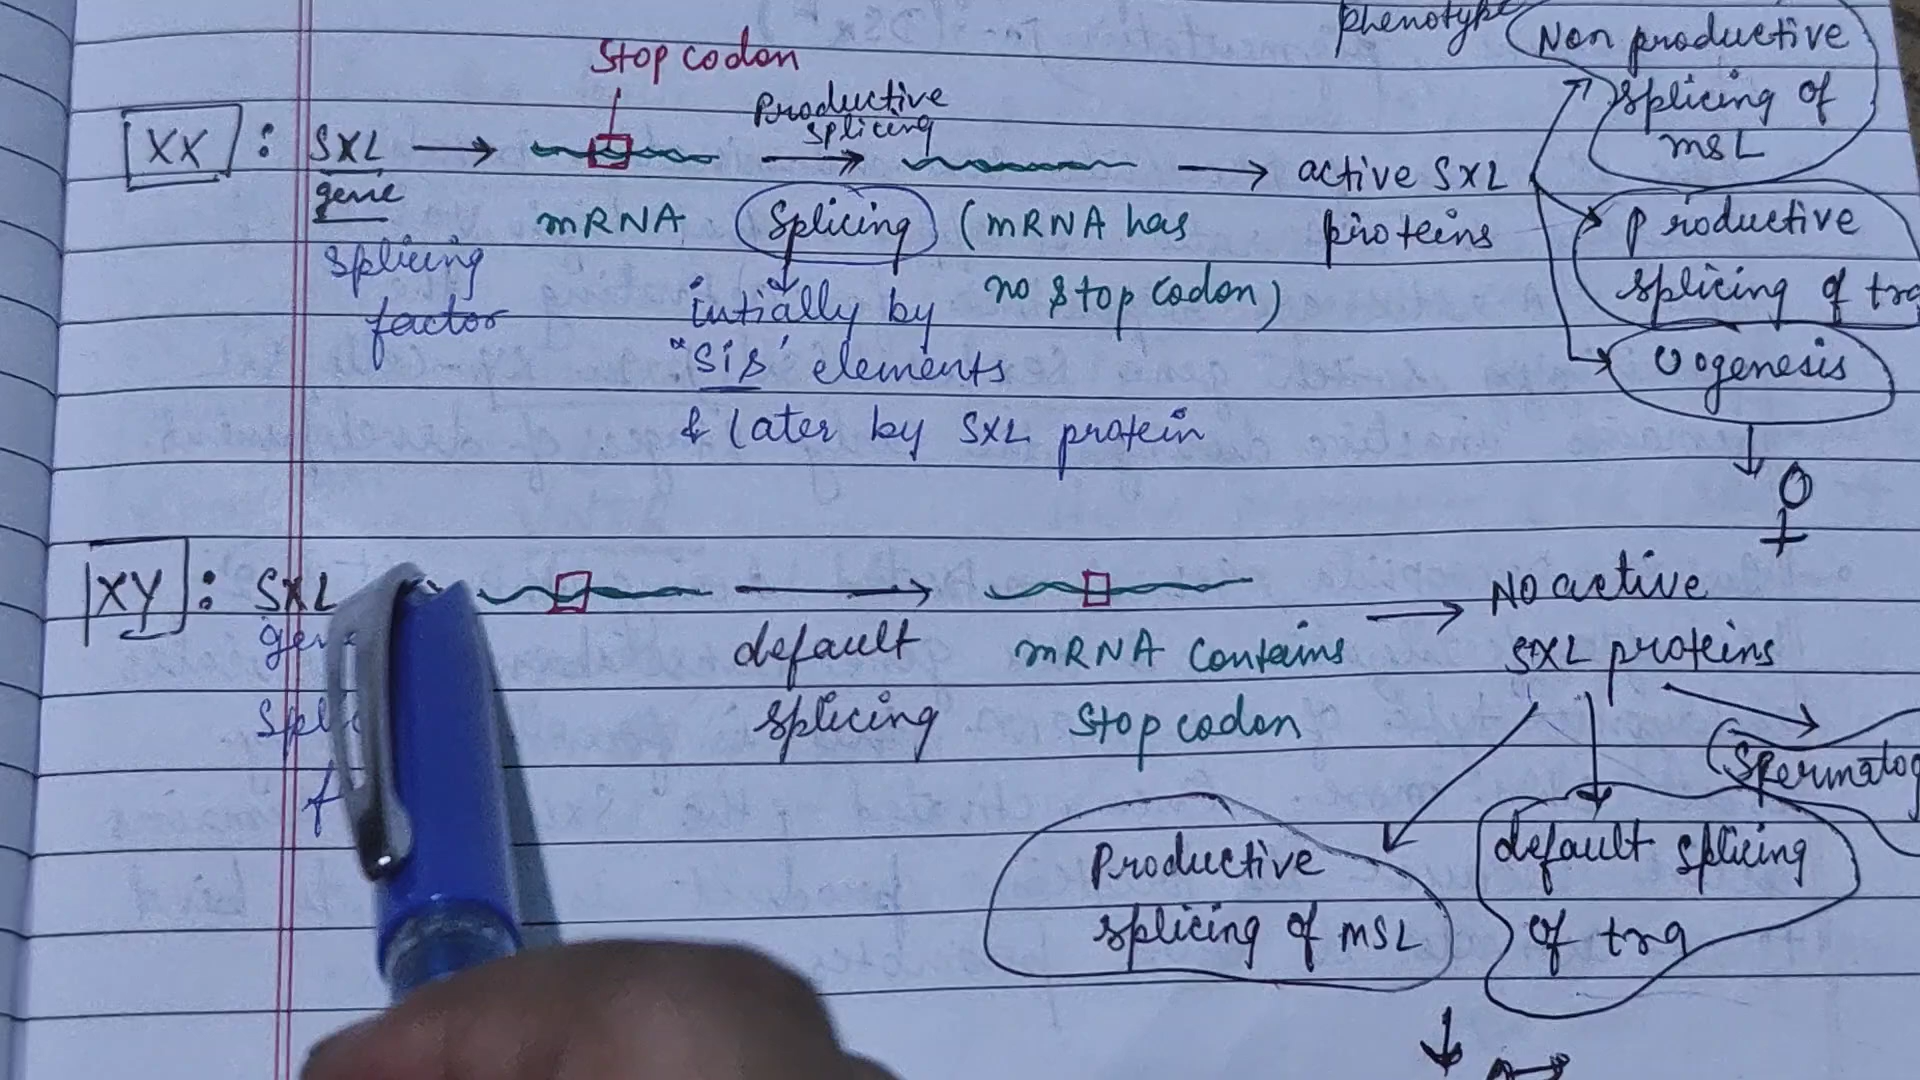 phenotype
Non productive
splicing of
msL
Stop codon
XX : SXL
gene
splicing
factor
mRNA
Productive
splicing
Splicing
intially by
"SIS' elements
& later by SXL protein
(mRNA has
no stop codon)
active SXL
proteins
Productive
splicing of tra
Oogenesis
♀
XY : SXL
default
splicing
mRNA contains
Stop codon
NO active
SXL proteins
Productive
splicing of MSL
default splicing
of tra